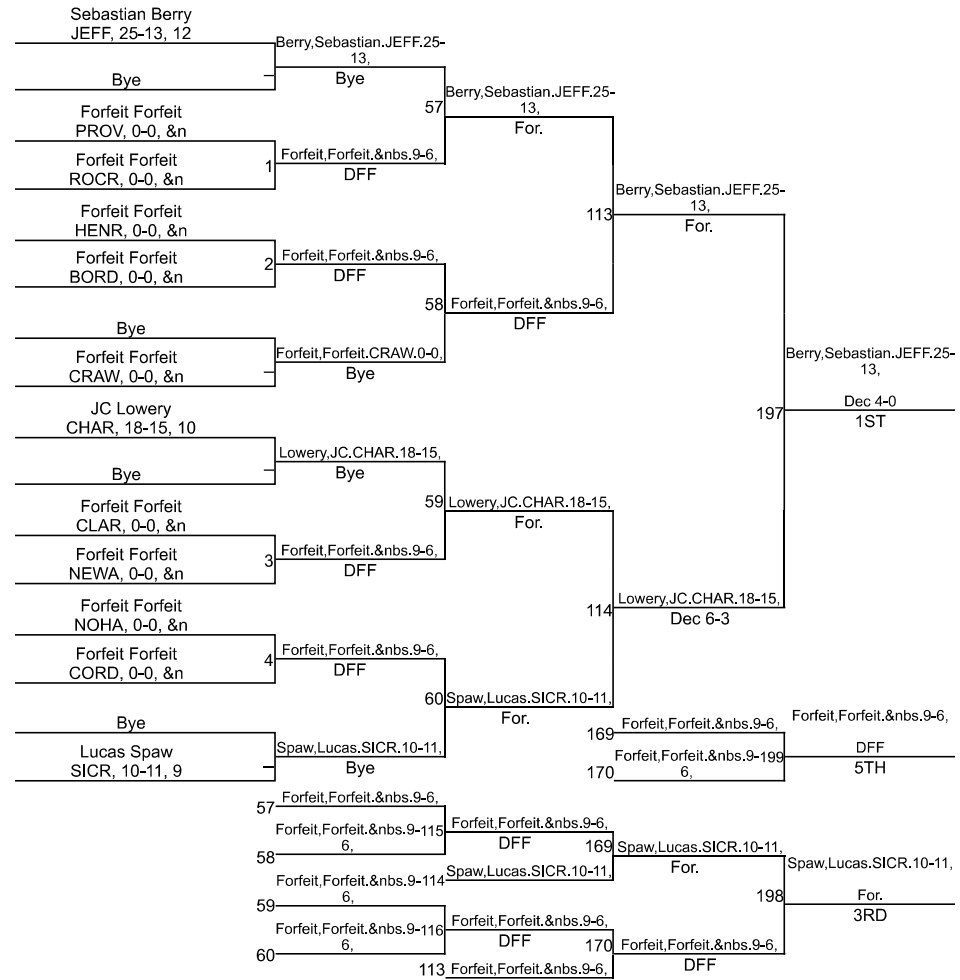 Sebastian Berry
JEFF, 25-13, 12
Bye
Forfeit Forfeit
PROV, 0-0, &n
Forfeit Forfeit
ROCR, 0-0, &n
Forfeit Forfeit
HENR, 0-0, &n
Forfeit Forfeit
BORD, 0-0, &n
Bye
Forfeit Forfeit
CRAW, 0-0, &n
JC Lowery
CHAR, 18-15, 10
Bye
Forfeit Forfeit
CLAR, 0-0, &n
Forfeit Forfeit
NEWA, 0-0, &n
Forfeit Forfeit
NOHA, 0-0, &n
Forfeit Forfeit
CORD, 0-0, &n
Bye
Lucas Spaw
SICR, 10-11, 9
Berry,Sebastian.JEFF.25-
13,
Bye
1
Forfeit,Forfeit.&nbs.9-6,
DFF
2
Forfeit,Forfeit.&nbs.9-6,
DFF
Forfeit,Forfeit.CRAW.0-0,
Bye
Lowery,JC.CHAR.18-15,
Bye
3
Forfeit,Forfeit.&nbs.9-6,
DFF
4
Forfeit,Forfeit.&nbs.9-6,
DFF
Spaw,Lucas.SICR.10-11,
Bye
57
Berry,Sebastian.JEFF.25-
13,
For.
58
Forfeit,Forfeit.&nbs.9-6,
DFF
59
Lowery,JC.CHAR.18-15,
For.
60
Spaw,Lucas.SICR.10-11,
For.
113
Berry,Sebastian.JEFF.25-
13,
For.
114
Lowery,JC.CHAR.18-15,
Dec 6-3
197
Berry,Sebastian.JEFF.25-
13,
Dec 4-0
1ST
169
Forfeit,Forfeit.&nbs.9-6,
170
Forfeit,Forfeit.&nbs.9-
6,
199
Forfeit,Forfeit.&nbs.9-6,
DFF
5TH
57
Forfeit,Forfeit.&nbs.9-6,
58
Forfeit,Forfeit.&nbs.9-
6,
115
Forfeit,Forfeit.&nbs.9-6,
DFF
114
Spaw,Lucas.SICR.10-11,
59
Forfeit,Forfeit.&nbs.9-
6,
60
Forfeit,Forfeit.&nbs.9-
6,
116
Forfeit,Forfeit.&nbs.9-6,
DFF
113
Forfeit,Forfeit.&nbs.9-6,
169
Spaw,Lucas.SICR.10-11,
For.
170
Forfeit,Forfeit.&nbs.9-6,
DFF
198
Spaw,Lucas.SICR.10-11,
For.
3RD